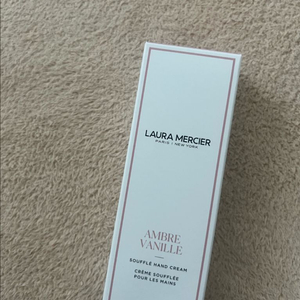 LAURA MERCIER
PARIS | NEW YORK
AMBRE
VANILLE
SOUFFLÉ HAND CREAM
CRÈME SOUFFLÉE
POUR LES MAINS